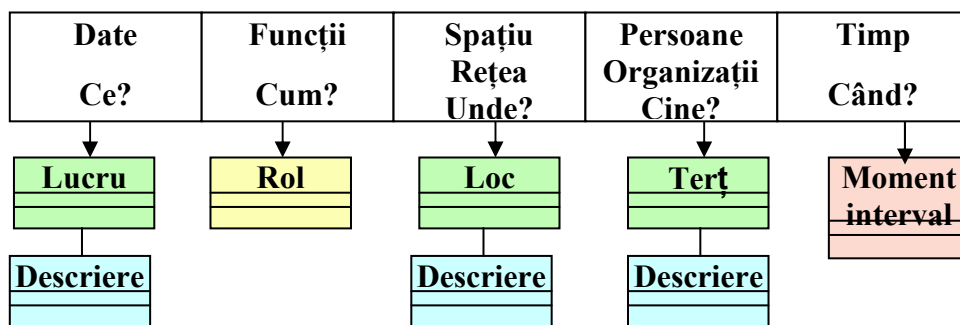 Date
Ce?
Funcții
Cum?
Spațiu
Rețea
Unde?
Persoane
Organizații
Cine?
Timp
Când?
Lucru
Rol
Loc
Terț
Moment
interval
Descriere
Descriere
Descriere